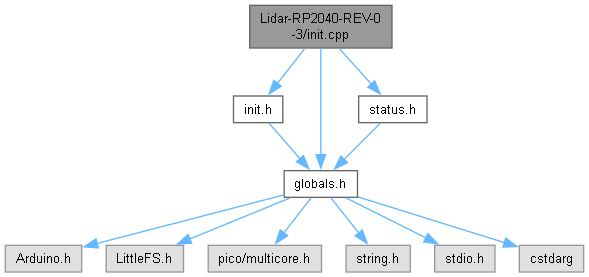 Lidar-RP2040-REV-0
-3/init.cpp
init.h
status.h
globals.h
Arduino.h
LittleFS.h
pico/multicore.h
string.h
stdio.h
cstdarg